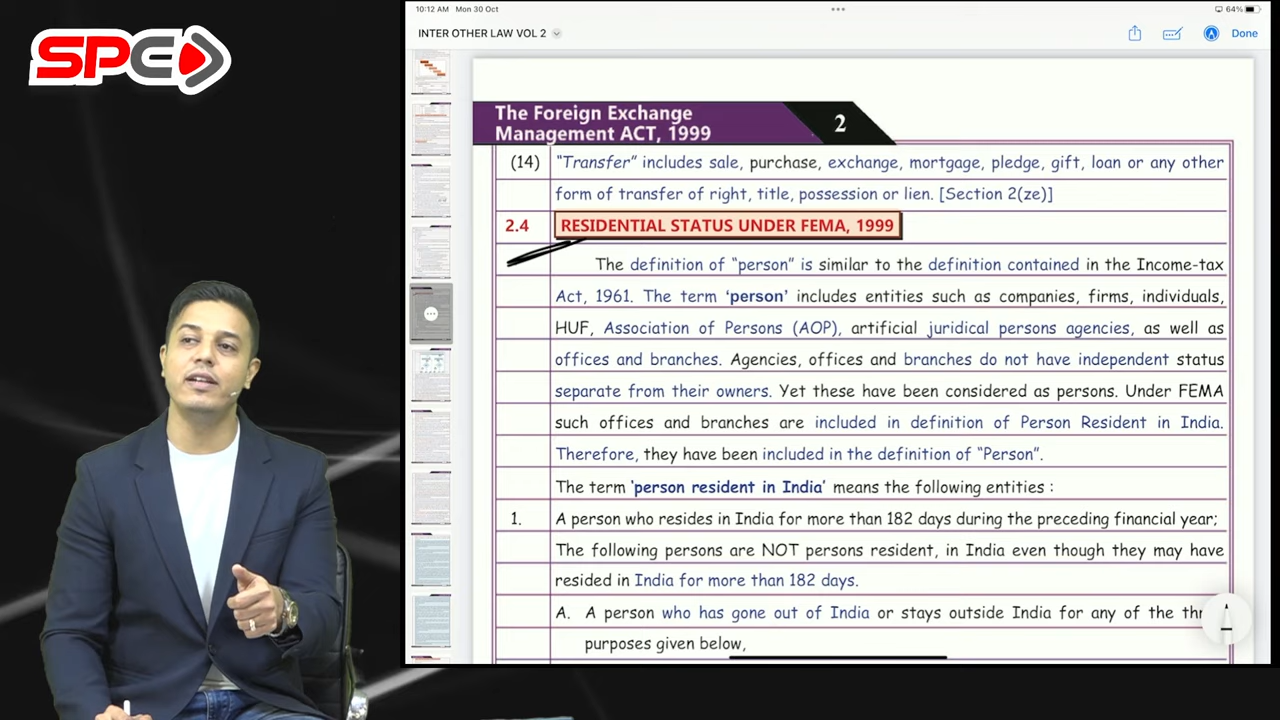 SPE
10:12 AM Mon 30 Oct
64%
INTER OTHER LAW VOL 2
Done
The Foreign Exchange
Management ACT, 1999
2
(14) "Transfer" includes sale, purchase, exchange, mortgage, pledge, gift, loan or any other
form of transfer of right, title, possession or lien. [Section 2(ze)]
2.4 RESIDENTIAL STATUS UNDER FEMA, 1999
The definition of "person" is similar to the definition contained in the Income-tax
Act, 1961. The term 'person' includes entities such as companies, firms, individuals,
HUF, Association of Persons (AOP), artificial juridical persons agencies, as well as
offices and branches. Agencies, offices and branches do not have independent status
separate from the owners. But these have been considered as person. Under FEMA
such offices and branches included in definition of Person Resident in India.
Therefore, they have been included in the definition of "Person".
The term 'person resident in India' means the following entities :
1. A person who resides in India more than 182 days during the preceding financial year.
The following persons are NOT persons resident, in India even though they may have
resided in India for more than 182 days.
A. A person who has gone out of India or stays outside India for any of the three
purposes given below,